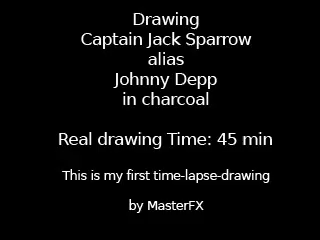 Drawing
Captain Jack Sparrow
alias
Johnny Depp
in charcoal
Real drawing Time: 45 min
This is my first time-lapse-drawing
by MasterFX